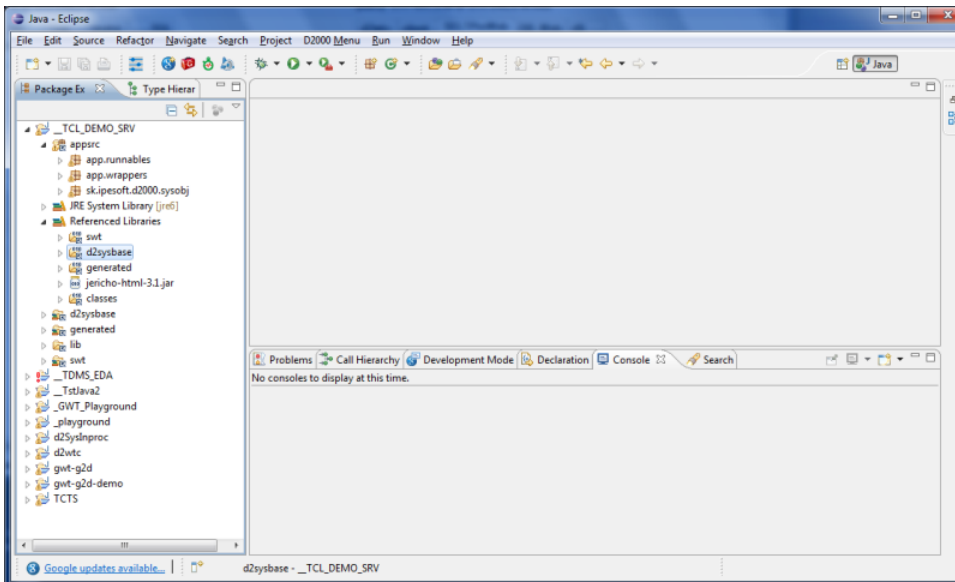 Java - Eclipse
File Edit Source Refactor Navigate Search Project D2000 Menu Run Window Help
Java
Package Ex Type Hierar
__TCL_DEMO_SRV
appsrc
app.runnables
app.wrappers
sk.ipesoft.d2000.sysobj
JRE System Library [jre6]
Referenced Libraries
swt
d2sysbase
generated
jericho-html-3.1.jar
classes
d2sysbase
generated
lib
swt
__TDMS_EDA
__TstJava2
_GWT_Playground
_playground
d2SysInproc
d2wtc
gwt-g2d
gwt-g2d-demo
TCTS
Problems Call Hierarchy Development Mode Declaration Console Search
No consoles to display at this time.
Google updates available... d2sysbase - __TCL_DEMO_SRV